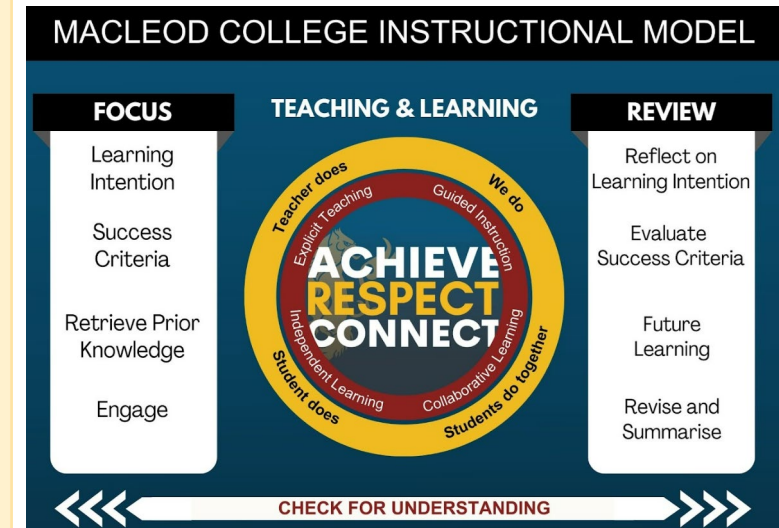 MACLEOD COLLEGE INSTRUCTIONAL MODEL
FOCUS
Learning
Intention
Success
Criteria
Retrieve Prior
Knowledge
Engage
TEACHING & LEARNING
Teacher does
We do
Explicit Teaching
Guided Instruction
ACHIEVE
RESPECT
CONNECT
Independent Learning
Collaborative Learning
Student does
Students do together
REVIEW
Reflect on
Learning Intention
Evaluate
Success Criteria
Future
Learning
Revise and
Summarise
CHECK FOR UNDERSTANDING